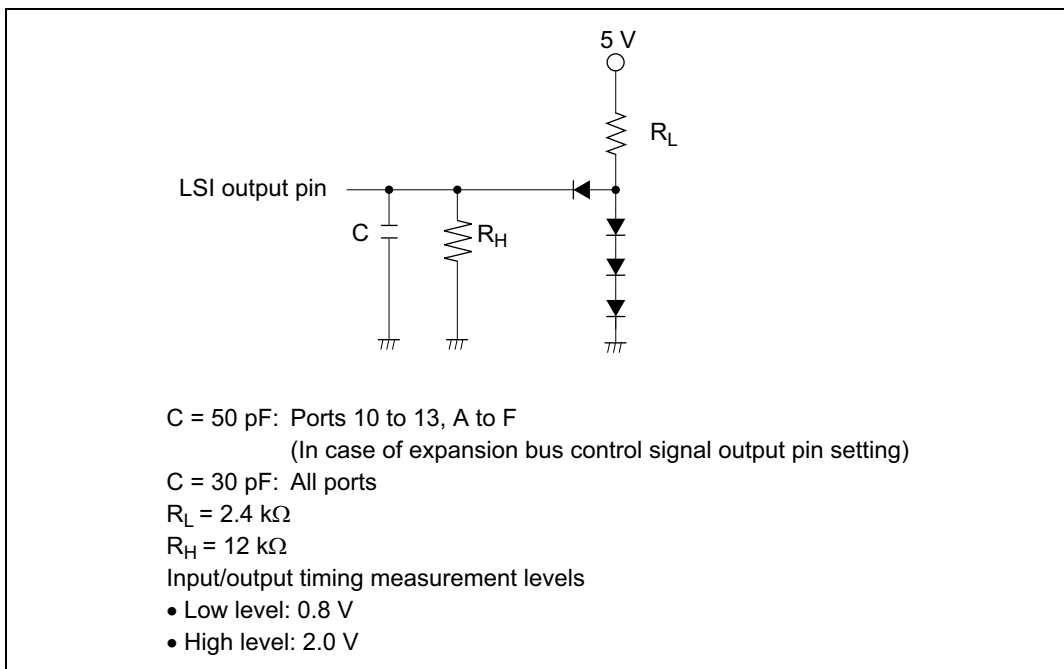 5 V
R_L
LSI output pin
C
R_H
C = 50 pF: Ports 10 to 13, A to F
(In case of expansion bus control signal output pin setting)
C = 30 pF: All ports
R_L = 2.4 kΩ
R_H = 12 kΩ
Input/output timing measurement levels
• Low level: 0.8 V
• High level: 2.0 V